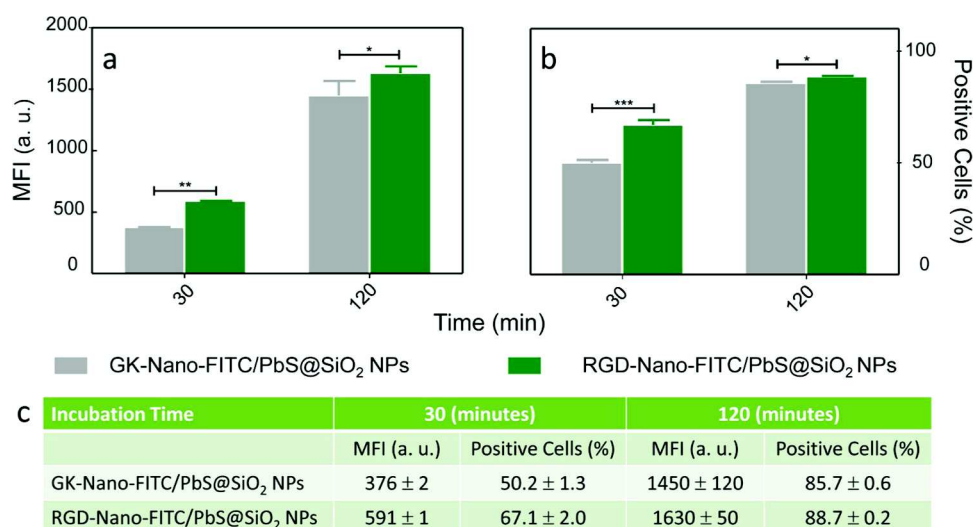 2000
1500
1000
500
0
MFI (a. u.)
a
**
*
30
120
b
***
*
30
120
100
50
0
Positive Cells (%)
Time (min)
GK-Nano-FITC/PbS@SiO₂ NPs
RGD-Nano-FITC/PbS@SiO₂ NPs
c
Incubation Time 30 (minutes) 120 (minutes)
MFI (a. u.) Positive Cells (%) MFI (a. u.) Positive Cells (%)
GK-Nano-FITC/PbS@SiO₂ NPs 376 ± 2 50.2 ± 1.3 1450 ± 120 85.7 ± 0.6
RGD-Nano-FITC/PbS@SiO₂ NPs 591 ± 1 67.1 ± 2.0 1630 ± 50 88.7 ± 0.2